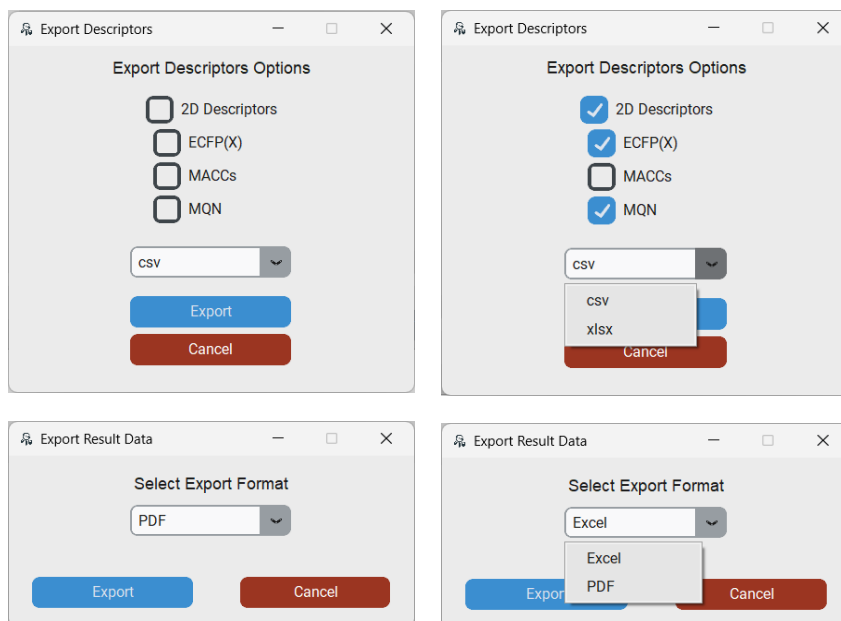 Export Descriptors
Export Descriptors Options
2D Descriptors
ECFP(X)
MACCs
MQN
csv
Export
Cancel
Export Descriptors
Export Descriptors Options
2D Descriptors
ECFP(X)
MACCs
MQN
csv
csv
xlsx
Cancel
Export Result Data
Select Export Format
PDF
Export Cancel
Export Result Data
Select Export Format
Excel
Excel
PDF
Expor Cancel